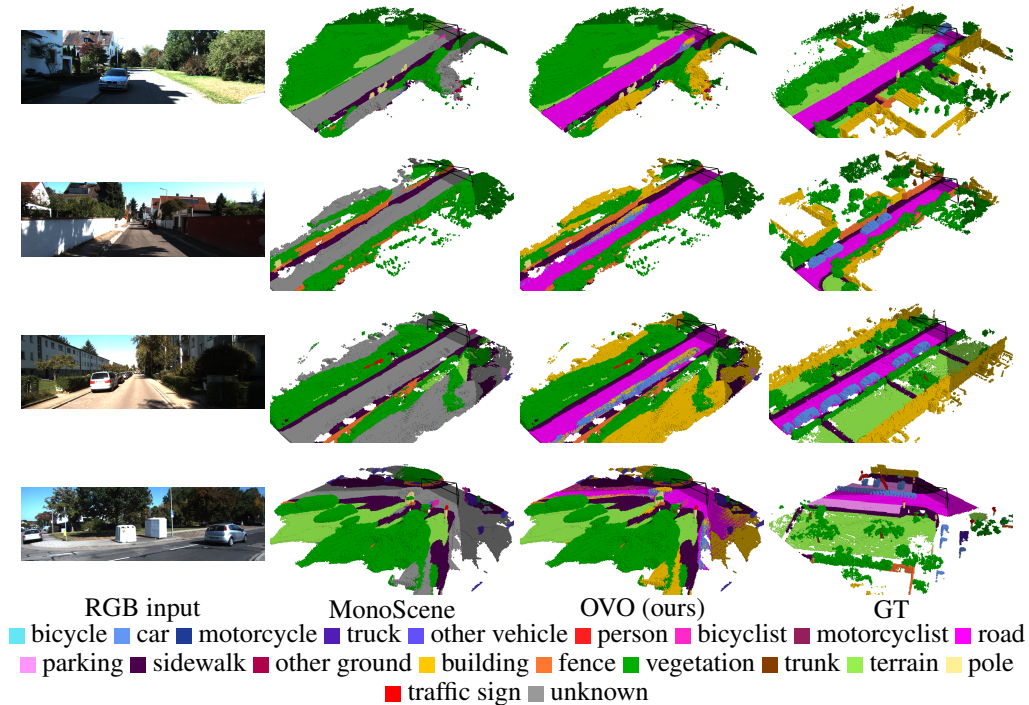 RGB input MonoScene OVO (ours) GT
bicycle car motorcycle truck other vehicle person bicyclist motorcyclist road
parking sidewalk other ground building fence vegetation trunk terrain pole
traffic sign unknown